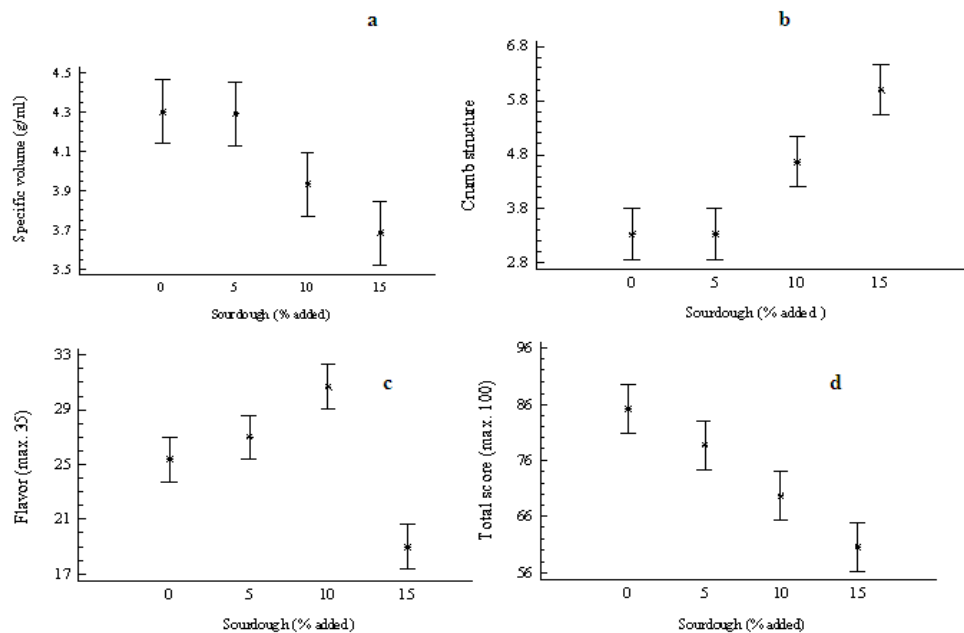 a
Specific volume (g/ml)
4.5
4.3
4.1
3.9
3.7
3.5
0 5 10 15
Sourdough (% added)
b
Crumb structure
6.8
5.8
4.8
3.8
2.8
0 5 10 15
Sourdough (% added )
c
Flavor (max. 35)
33
29
25
21
17
0 5 10 15
Sourdough (% added)
d
Total score (max. 100)
96
86
76
66
56
0 5 10 15
Sourdough (% added)